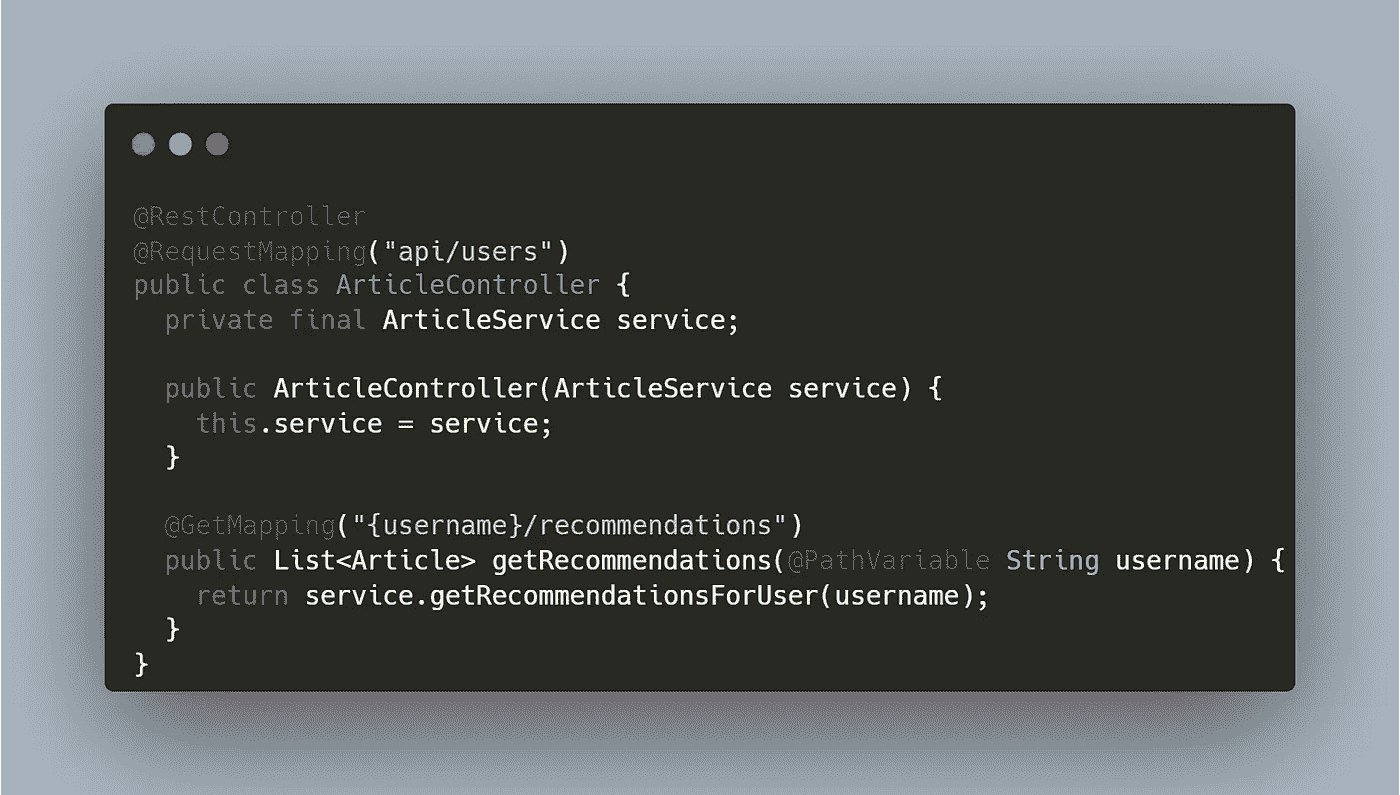 @RestController
@RequestMapping("api/users")
public class ArticleController {
  private final ArticleService service;

  public ArticleController(ArticleService service) {
    this.service = service;
  }

  @GetMapping("{username}/recommendations")
  public List<Article> getRecommendations(@PathVariable String username) {
    return service.getRecommendationsForUser(username);
  }
}